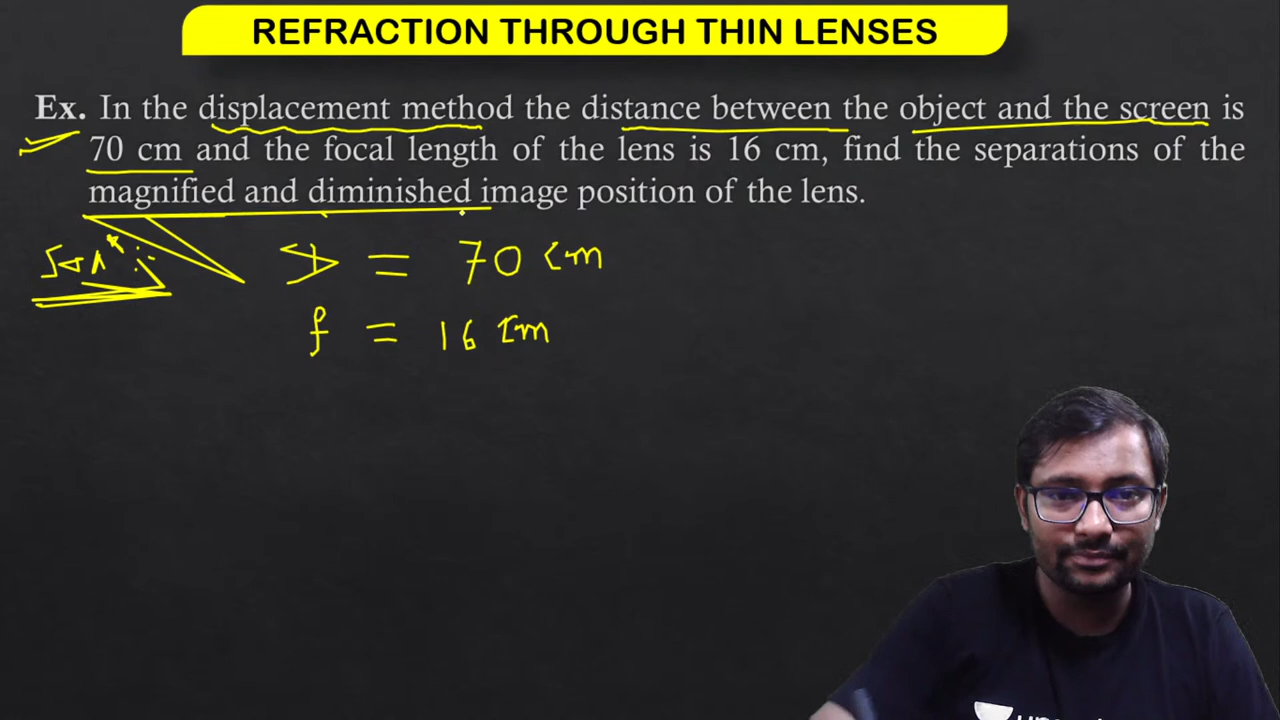 REFRACTION THROUGH THIN LENSES
Ex. In the displacement method the distance between the object and the screen is
70 cm and the focal length of the lens is 16 cm, find the separations of the
magnified and diminished image position of the lens.
D = 70 cm
f = 16 cm